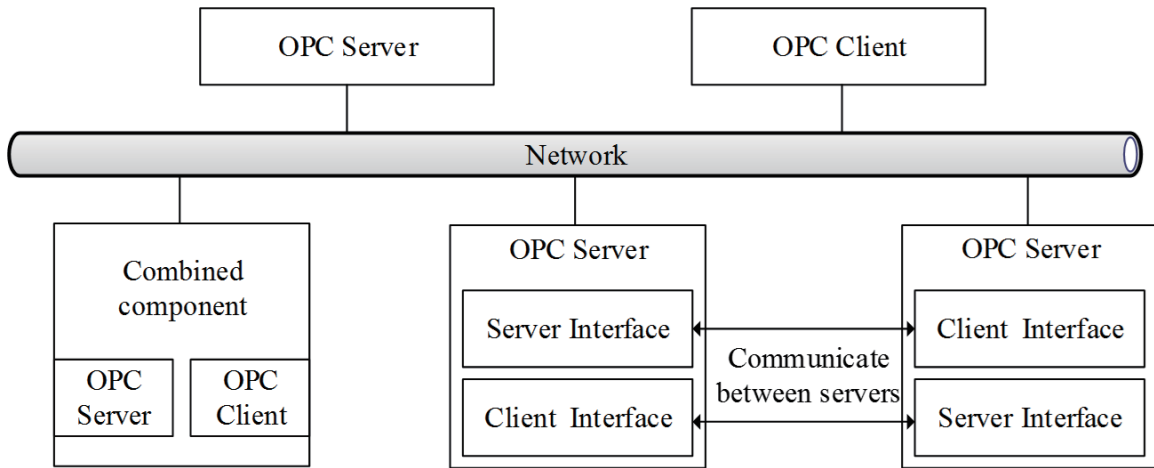 OPC Server
OPC Client
Network
Combined
component
OPC
Server
OPC
Client
OPC Server
Server Interface
Client Interface
Communicate
between servers
OPC Server
Client Interface
Server Interface